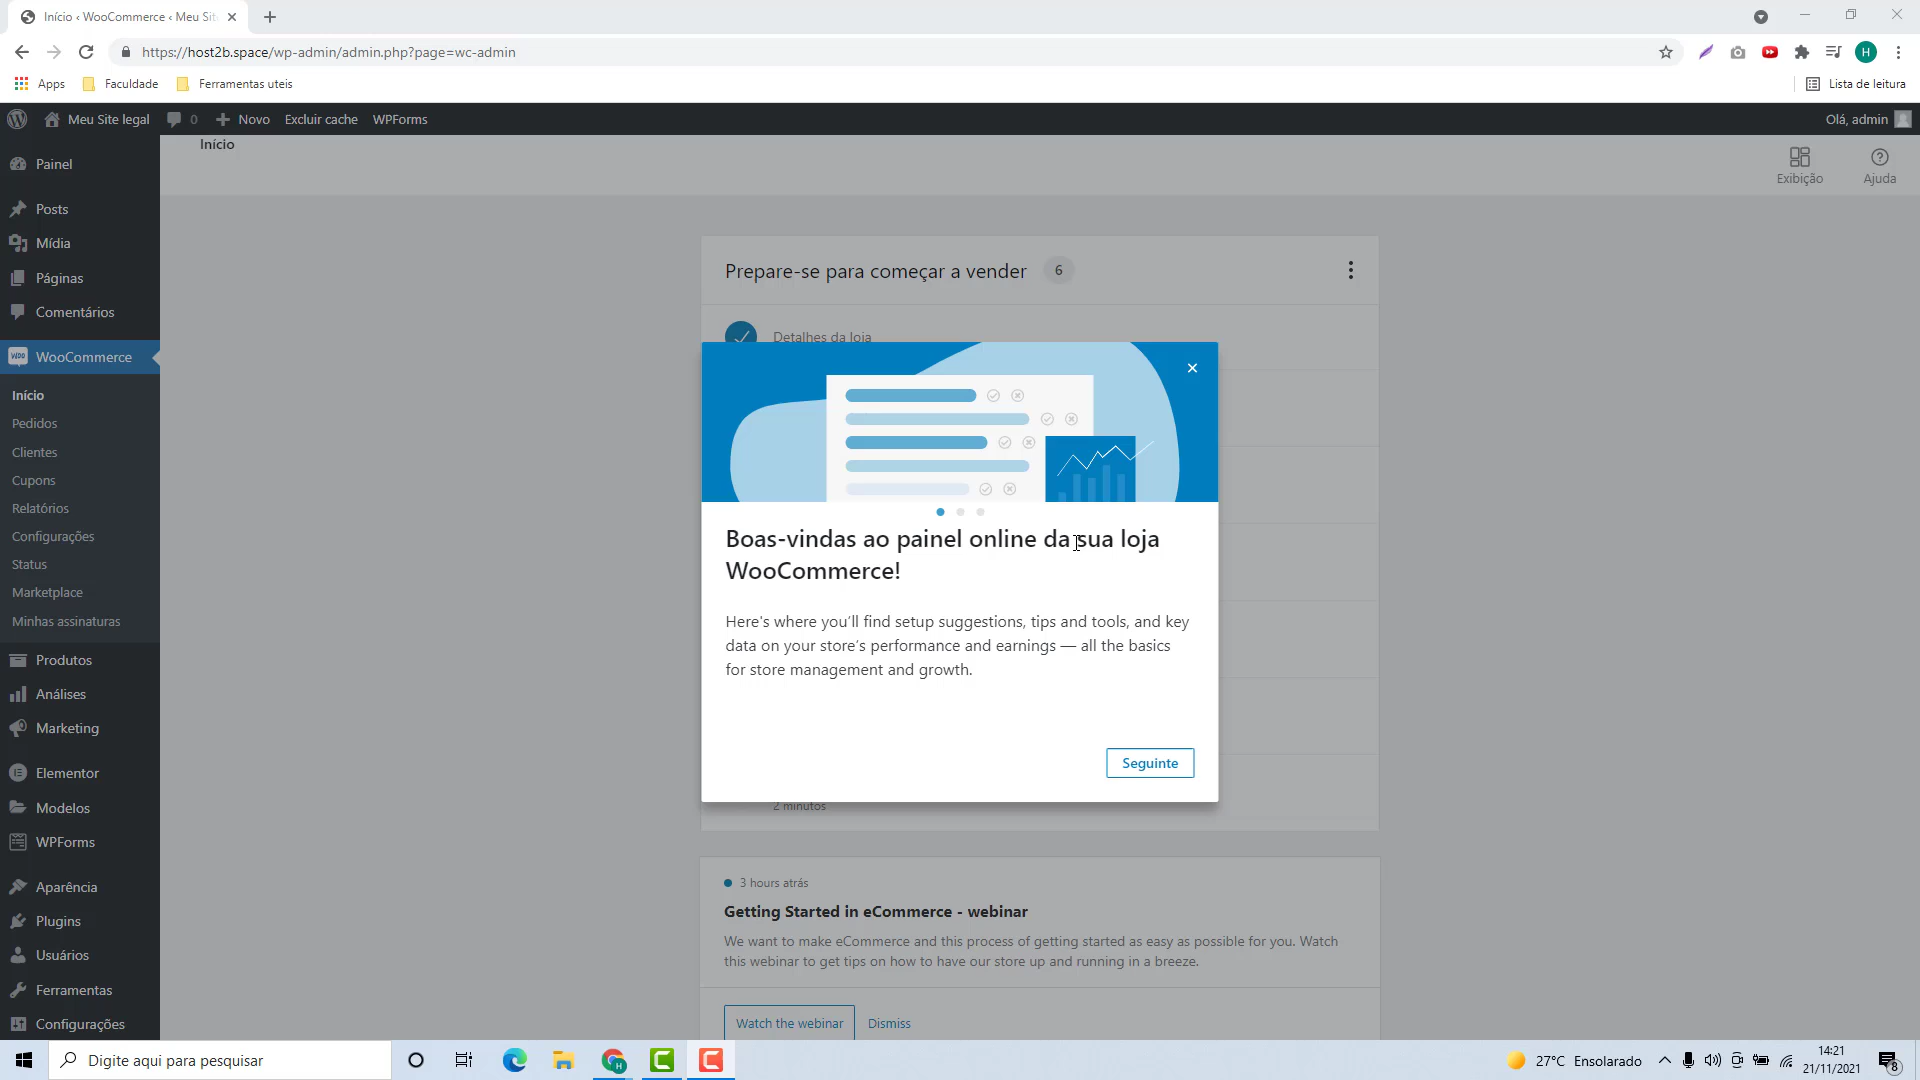 Início ‹ WooCommerce ‹ Meu Sit
https://host2b.space/wp-admin/admin.php?page=wc-admin
H
Apps
Faculdade
Ferramentas uteis
Lista de leitura
Meu Site legal
0
Novo
Excluir cache
WPForms
Olá, admin
Início
Exibição
Ajuda
Painel
Posts
Mídia
Páginas
Comentários
WooCommerce
Início
Pedidos
Clientes
Cupons
Relatórios
Configurações
Status
Marketplace
Minhas assinaturas
Produtos
Análises
Marketing
Elementor
Modelos
WPForms
Aparência
Plugins
Usuários
Ferramentas
Configurações
Prepare-se para começar a vender 6
Detalhes da loja
Boas-vindas ao painel online da sua loja
WooCommerce!
Here's where you'll find setup suggestions, tips and tools, and key
data on your store's performance and earnings — all the basics
for store management and growth.
Seguinte
2 minutos
3 hours atrás
Getting Started in eCommerce - webinar
We want to make eCommerce and this process of getting started as easy as possible for you. Watch
this webinar to get tips on how to have our store up and running in a breeze.
Watch the webinar
Dismiss
Digite aqui para pesquisar
27°C Ensolarado
14:21
21/11/2021
8